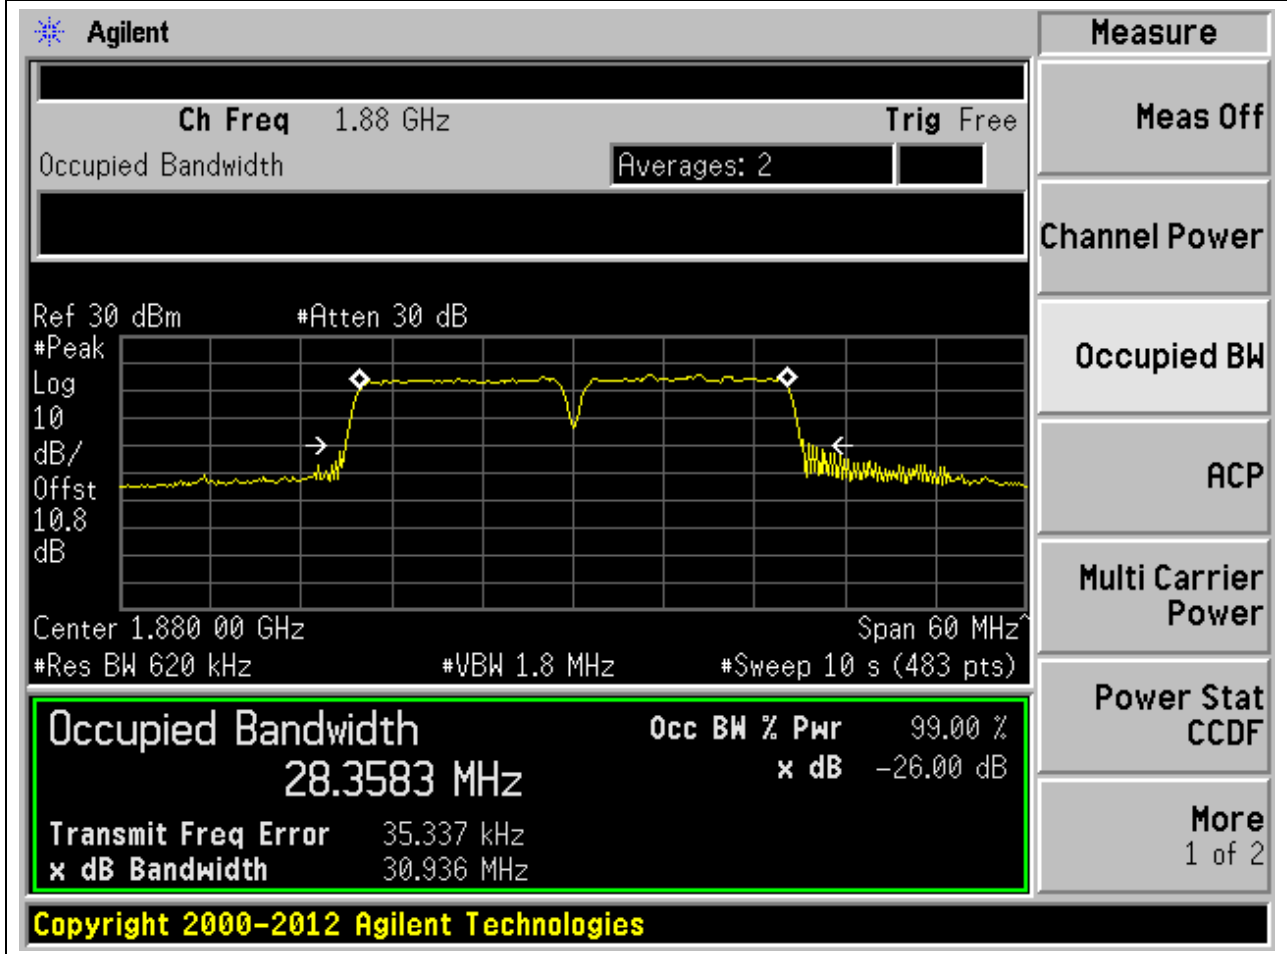 Agilent
Measure
Ch Freq 1.88 GHz Trig Free
Occupied Bandwidth Averages: 2
Meas Off
Channel Power
Ref 30 dBm #Atten 30 dB
#Peak
Log
10
dB/
Offst
10.8
dB
Occupied BW
ACP
Center 1.880 00 GHz Span 60 MHz^
#Res BW 620 kHz #VBW 1.8 MHz #Sweep 10 s (483 pts)
Multi Carrier
Power
Occupied Bandwidth
28.3583 MHz
Occ BW % Pwr 99.00 %
x dB -26.00 dB
Transmit Freq Error 35.337 kHz
x dB Bandwidth 30.936 MHz
Power Stat
CCDF
More
1 of 2
Copyright 2000-2012 Agilent Technologies